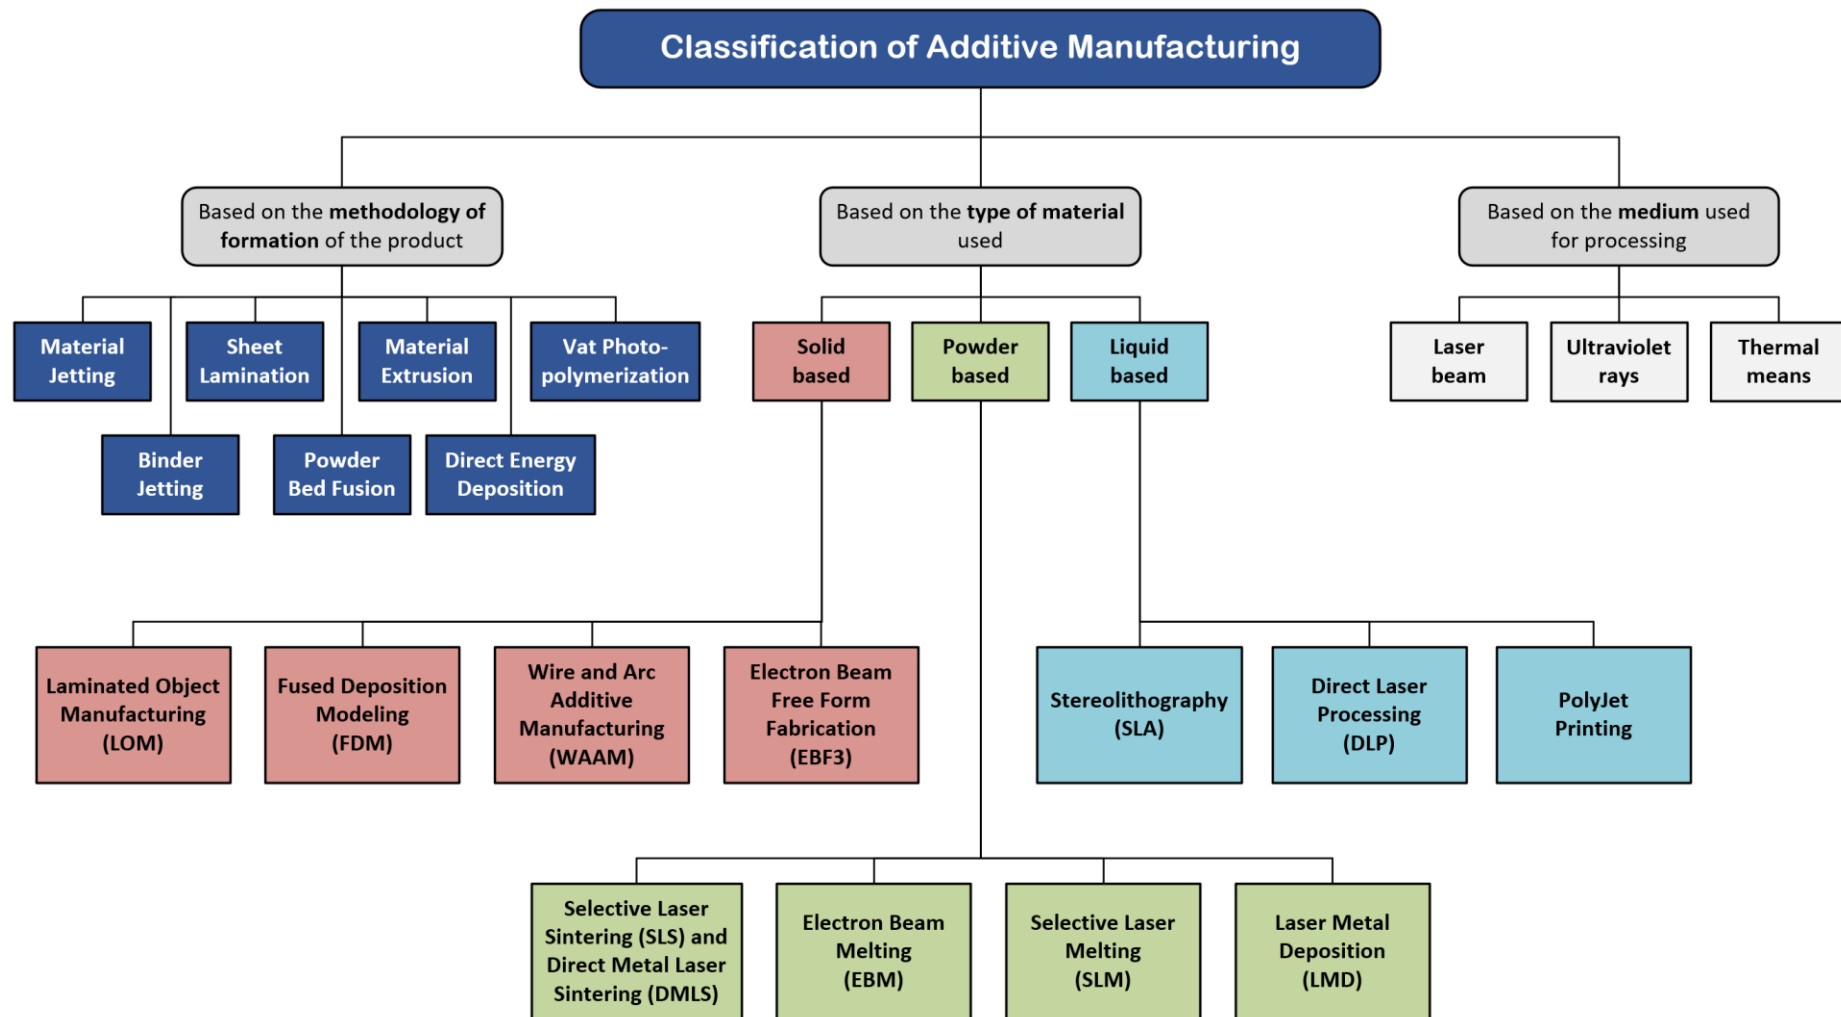 Classification of Additive Manufacturing
Based on the methodology of
formation of the product
Based on the type of material
used
Based on the medium used
for processing
Material
Jetting
Sheet
Lamination
Material
Extrusion
Vat Photo-
polymerization
Binder
Jetting
Powder
Bed Fusion
Direct Energy
Deposition
Solid
based
Powder
based
Liquid
based
Laser
beam
Ultraviolet
rays
Thermal
means
Laminated Object
Manufacturing
(LOM)
Fused Deposition
Modeling
(FDM)
Wire and Arc
Additive
Manufacturing
(WAAM)
Electron Beam
Free Form
Fabrication
(EBF3)
Stereolithography
(SLA)
Direct Laser
Processing
(DLP)
PolyJet
Printing
Selective Laser
Sintering (SLS) and
Direct Metal Laser
Sintering (DMLS)
Electron Beam
Melting
(EBM)
Selective Laser
Melting
(SLM)
Laser Metal
Deposition
(LMD)